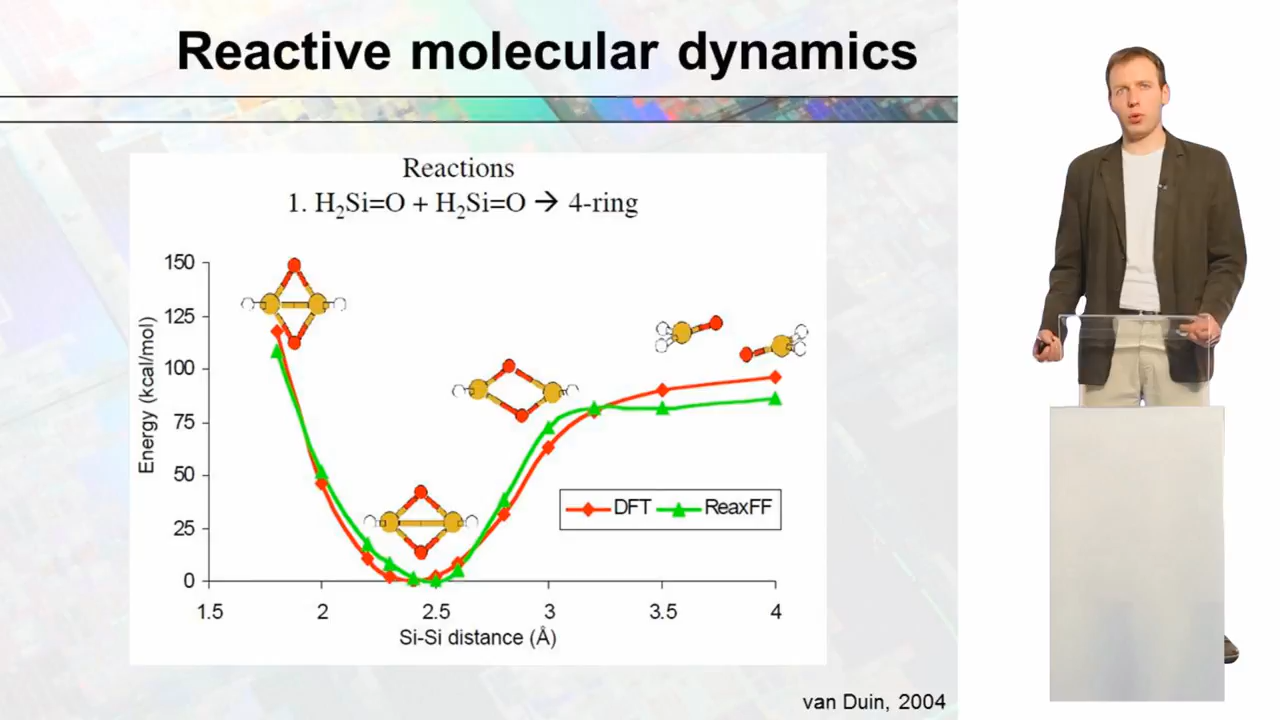 Reactive molecular dynamics
Reactions
1. H₂Si=O + H₂Si=O → 4-ring
150
125
100
75
50
25
0
Energy (kcal/mol)
DFT
ReaxFF
1.5 2 2.5 3 3.5 4
Si-Si distance (Å)
van Duin, 2004